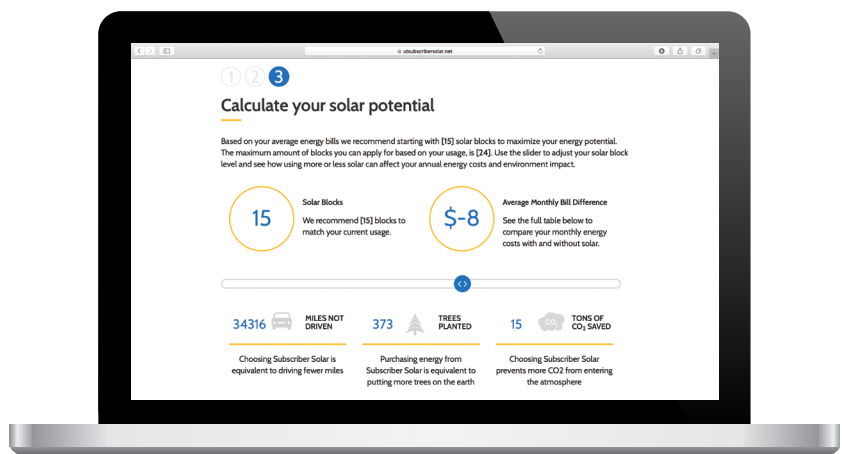 utsubscribersolar.net
1 2 3
Calculate your solar potential
Based on your average energy bills we recommend starting with [15] solar blocks to maximize your energy potential.
The maximum amount of blocks you can apply for based on your usage, is [24]. Use the slider to adjust your solar block
level and see how using more or less solar can affect your annual energy costs and environment impact.
15
Solar Blocks
We recommend [15] blocks to
match your current usage.
$-8
Average Monthly Bill Difference
See the full table below to
compare your monthly energy
costs with and without solar.
34316
MILES NOT
DRIVEN
Choosing Subscriber Solar is
equivalent to driving fewer miles
373
TREES
PLANTED
Purchasing energy from
Subscriber Solar is equivalent to
putting more trees on the earth
15
CO₂
TONS OF
CO₂ SAVED
Choosing Subscriber Solar
prevents more CO2 from entering
the atmosphere